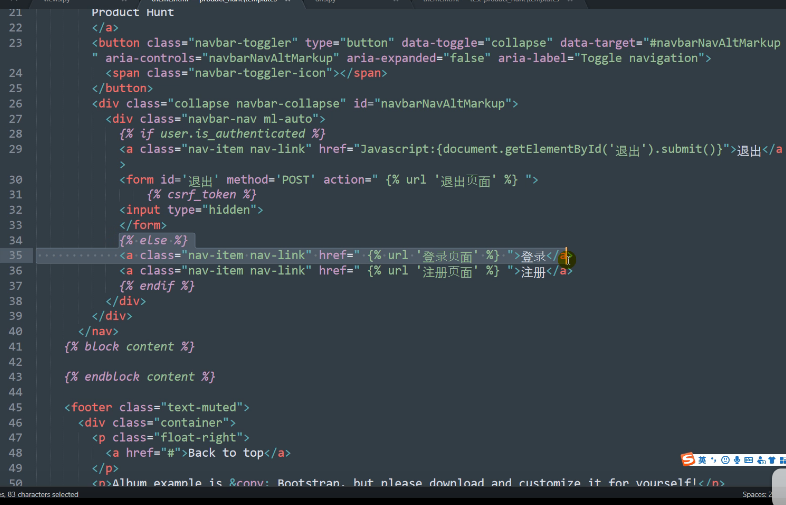 21 Product Hunt
22 </a>
23 <button class="navbar-toggler" type="button" data-toggle="collapse" data-target="#navbarNavAltMarkup
" aria-controls="navbarNavAltMarkup" aria-expanded="false" aria-label="Toggle navigation">
24 <span class="navbar-toggler-icon"></span>
25 </button>
26 <div class="collapse navbar-collapse" id="navbarNavAltMarkup">
27 <div class="navbar-nav ml-auto">
28 {% if user.is_authenticated %}
29 <a class="nav-item nav-link" href="Javascript:{document.getElementById('退出').submit()}">退出</a
>
30 <form id='退出' method='POST' action=" {% url '退出页面' %} ">
31 {% csrf_token %}
32 <input type="hidden">
33 </form>
34 {% else %}
35 <a class="nav-item nav-link" href=" {% url '登录页面' %} ">登录</a>
36 <a class="nav-item nav-link" href=" {% url '注册页面' %} ">注册</a>
37 {% endif %}
38 </div>
39 </div>
40 </nav>
41 {% block content %}
42
43 {% endblock content %}
44
45 <footer class="text-muted">
46 <div class="container">
47 <p class="float-right">
48 <a href="#">Back to top</a>
49 </p>
50 <p>Album example is &copy; Bootstrap, but please download and customize it for yourself!</p>
83 characters selected
Spaces:
英